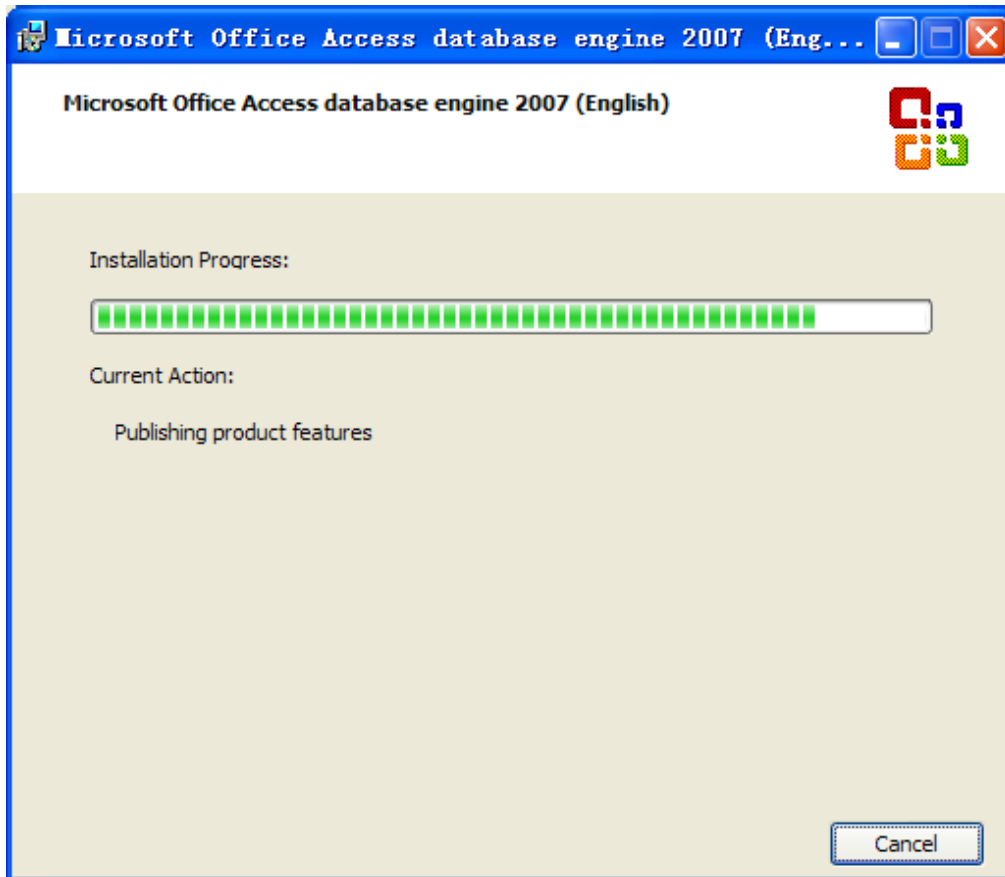 Microsoft Office Access database engine 2007 (Eng...
Microsoft Office Access database engine 2007 (English)
Installation Progress:
Current Action:
Publishing product features
Cancel